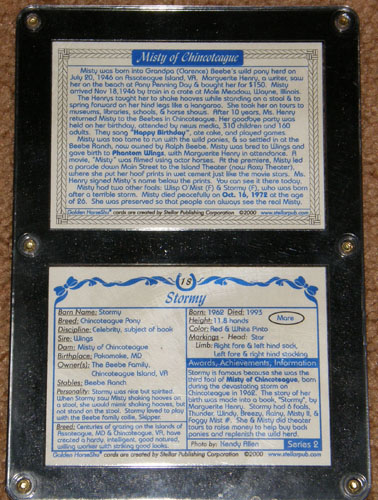 Misty of Chincoteague
Misty was born into Grandpa (Clarence) Beebe's wild pony herd on
July 20, 1946 on Assateague Island, VA. Marguerite Henry, a writer, saw
her on the beach at Pony Penning Day & bought her for $150. Misty
arrived Nov 18, 1946 by train in a crate at Mole Meadow, Wayne, Illinois.
The Henrys taught her to shake hooves while standing on a stool & to
spring forward on her hind legs like a kangaroo. She took her on tours to
museums, libraries, schools, & horse shows. After 10 years, Ms. Henry
returned Misty to the Beebes in Chincoteague. Her goodbye party was
held on her birthday, attended by news media, 310 children and 160
adults. They sang "Happy Birthday", ate cake, and played games.
Misty was too tame to run with the wild ponies, & so settled in at the
Beebe Ranch, now owned by Ralph Beebe. Misty was bred to Wings and
gave birth to Phantom Wings, with Marguerite Henry in attendance. A
movie, "Misty" was filmed using actor horses. At the premiere, Misty led
a parade down Main Street to the Island Theater (now Roxy Theater),
where she put her hoof prints in wet cement just like the movie stars. Ms.
Henry signed Misty's name below the prints. You can see it there today.
Misty had two other foals: Wisp O'Mist (F) & Stormy (F), who was born
after a terrible storm. Misty died peacefully on Oct. 16, 1972 at the
age of 26. She was preserved so that people can always see the real Misty.
Golden HorseShü cards are created by Stellar Publishing Corporation ©2000 www.stellarpub.com
18
Stormy
Barn Name: Stormy
Breed: Chincoteague Pony
Discipline: Celebrity, subject of book
Sire: Wings
Dam: Misty of Chincoteague
Birthplace: Pokomoke, MD
Owner(s): The Beebe Family,
Chincoteague Island, VA
Stables: Beebe Ranch
Personality: Stormy was nice but spirited.
When Stormy saw Misty shaking hooves on
a stool, she would mimic shaking hooves, but
not stand on the stool. Stormy loved to play
with the Beebe family collie, Skipper.
Breed: Centuries of grazing on the Islands of
Assateague, MD & Chincoteague, VA, have
created a hardy, intelligent, good natured,
willing worker with great strength & stamina.
Born: 1962 Died: 1993
Height: 11.8 hands
Mare
Color: Red & White Pinto
Markings - Head: Star
Limb: Right fore & left hind stick,
Left fore & right hind stocking
Awards, Achievements, Information
Stormy is famous because she was the
third foal of Misty of Chincoteague, born
during the devastating storm on
Chincoteague in 1962. The story of her
birth was made into a book, "Stormy", by
Marguerite Henry. Stormy had 8 foals,
Thunder, Windy, Breezy, Rainy, Misty II, &
Foggy Mist #1. She & Misty did theater
tours to raise money to help buy back
ponies and replenish the wild herd.
Photo by: Kendy Allen Series 2
Golden HorseShü cards are created by Stellar Publishing Corporation ©2000 www.stellarpub.com